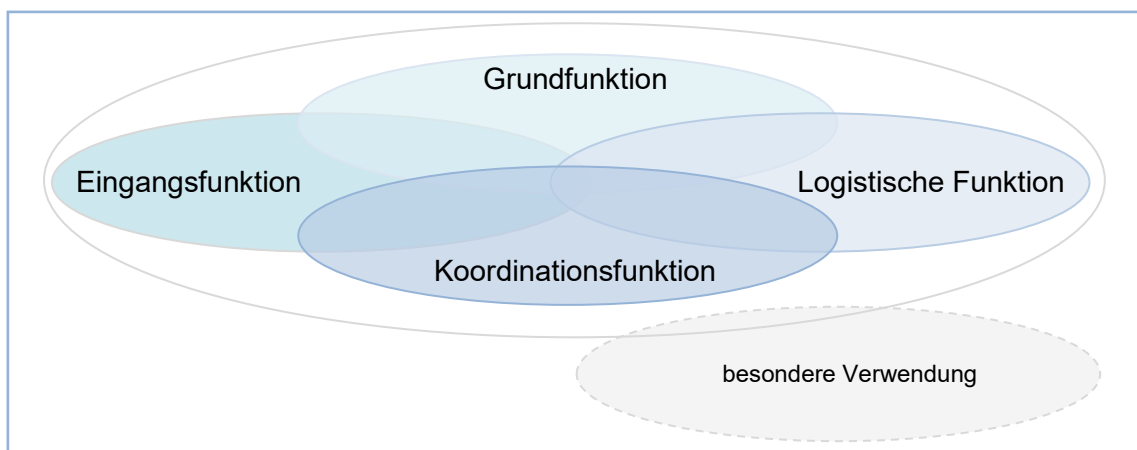 Grundfunktion
Eingangsfunktion
Logistische Funktion
Koordinationsfunktion
besondere Verwendung